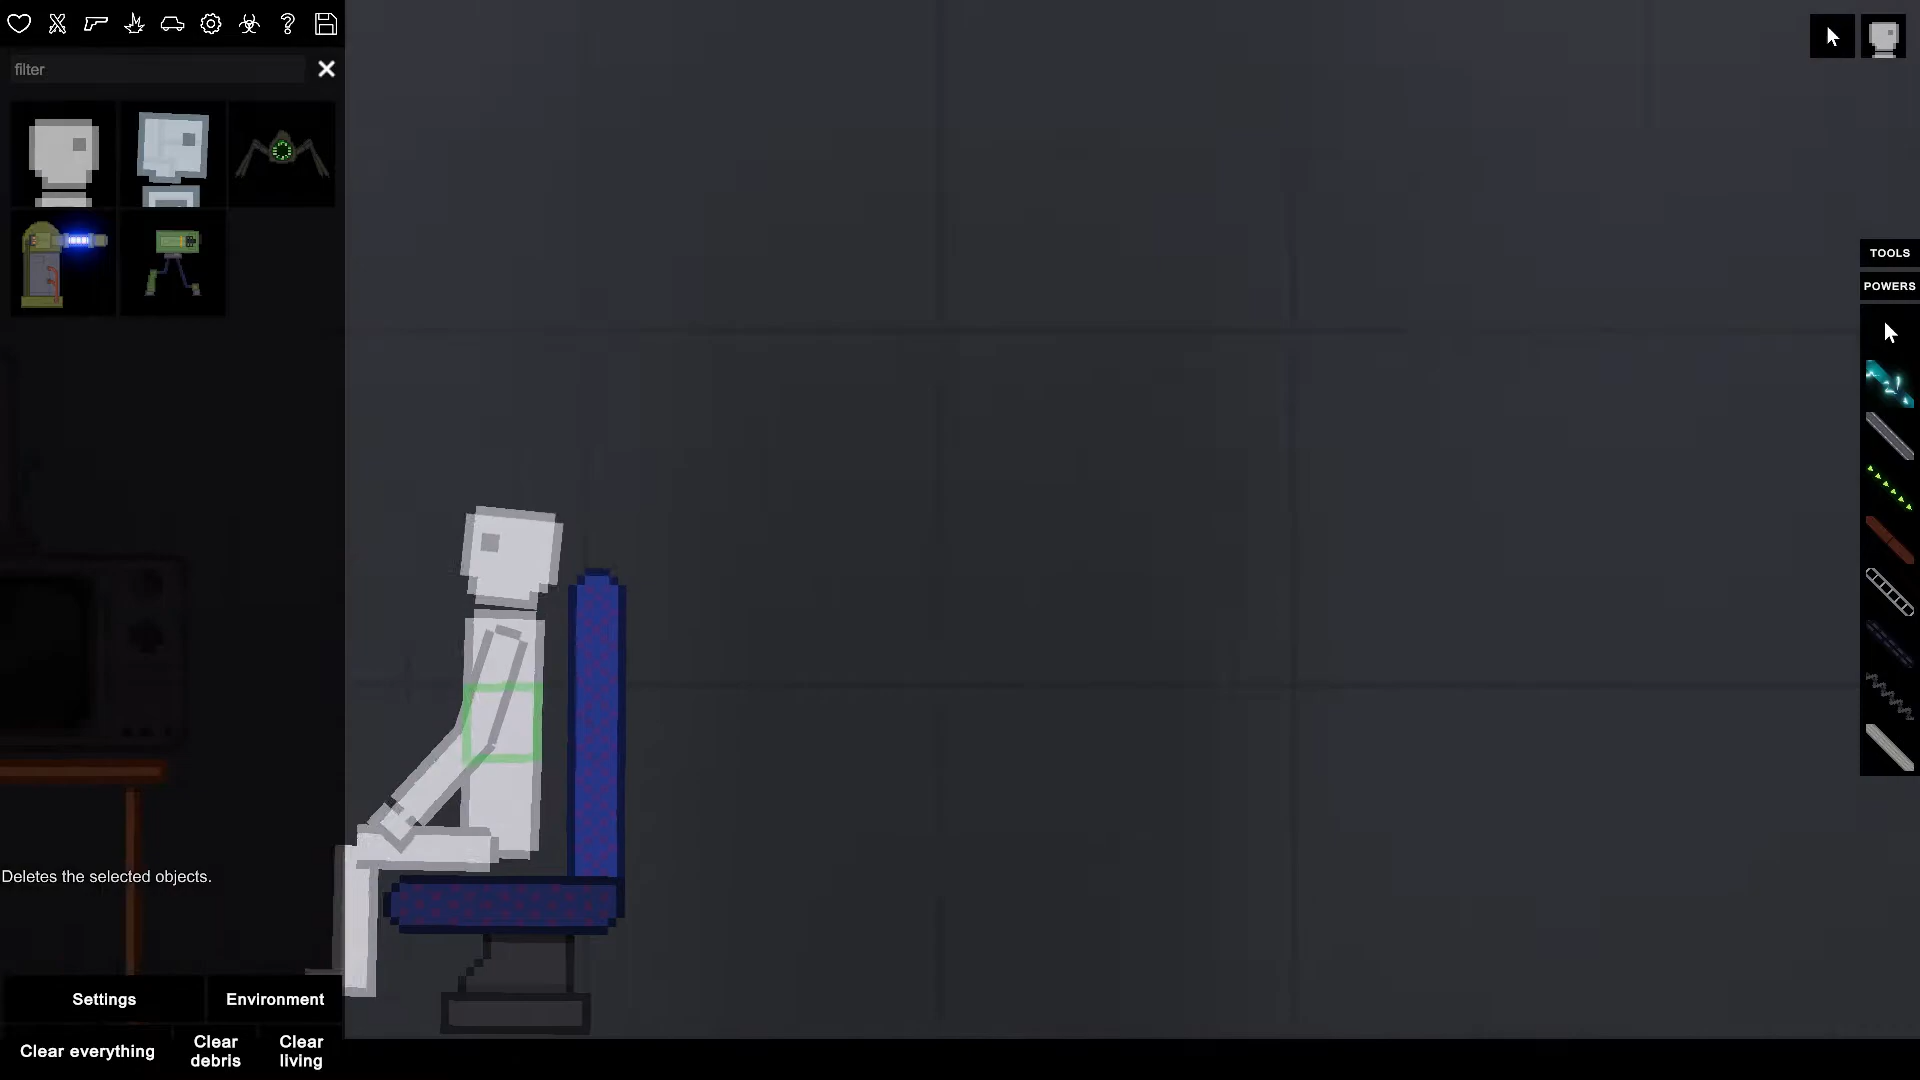 filter
TOOLS
POWERS
Deletes the selected objects.
Settings
Environment
Clear everything
Clear
debris
Clear
living